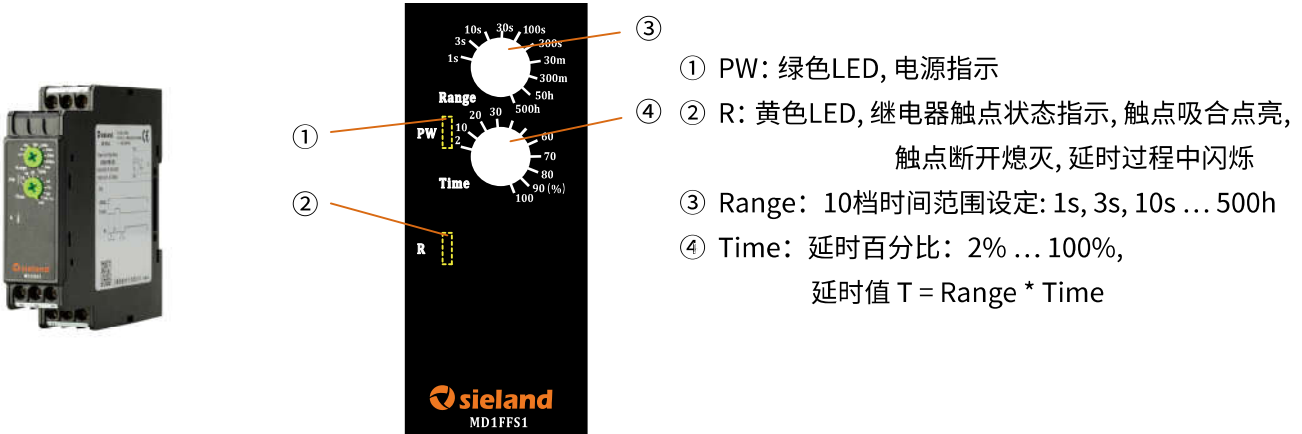 10s
30s
100s
3s
300s
1s
30m
300m
50h
500h
Range
PW
20
30
10
2
60
70
80
90 (%)
100
Time
R
sieland
MD1FFS1
①
②
③
④
① PW: 绿色LED, 电源指示
② R: 黄色LED, 继电器触点状态指示, 触点吸合点亮,
触点断开熄灭, 延时过程中闪烁
③ Range: 10档时间范围设定: 1s, 3s, 10s … 500h
④ Time: 延时百分比: 2% … 100%,
延时值 T = Range * Time
sieland